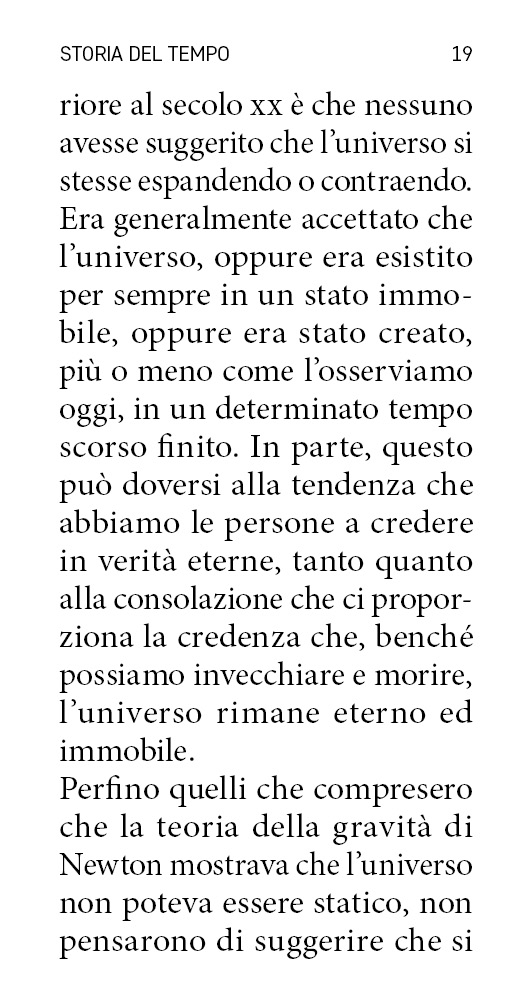 STORIA DEL TEMPO 19
riore al secolo xx è che nessuno
avesse suggerito che l'universo si
stesse espandendo o contraendo.
Era generalmente accettato che
l'universo, oppure era esistito
per sempre in un stato immo-
bile, oppure era stato creato,
più o meno come l'osserviamo
oggi, in un determinato tempo
scorso finito. In parte, questo
può doversi alla tendenza che
abbiamo le persone a credere
in verità eterne, tanto quanto
alla consolazione che ci propor-
ziona la credenza che, benché
possiamo invecchiare e morire,
l'universo rimane eterno ed
immobile.
Perfino quelli che compresero
che la teoria della gravità di
Newton mostrava che l'universo
non poteva essere statico, non
pensarono di suggerire che si